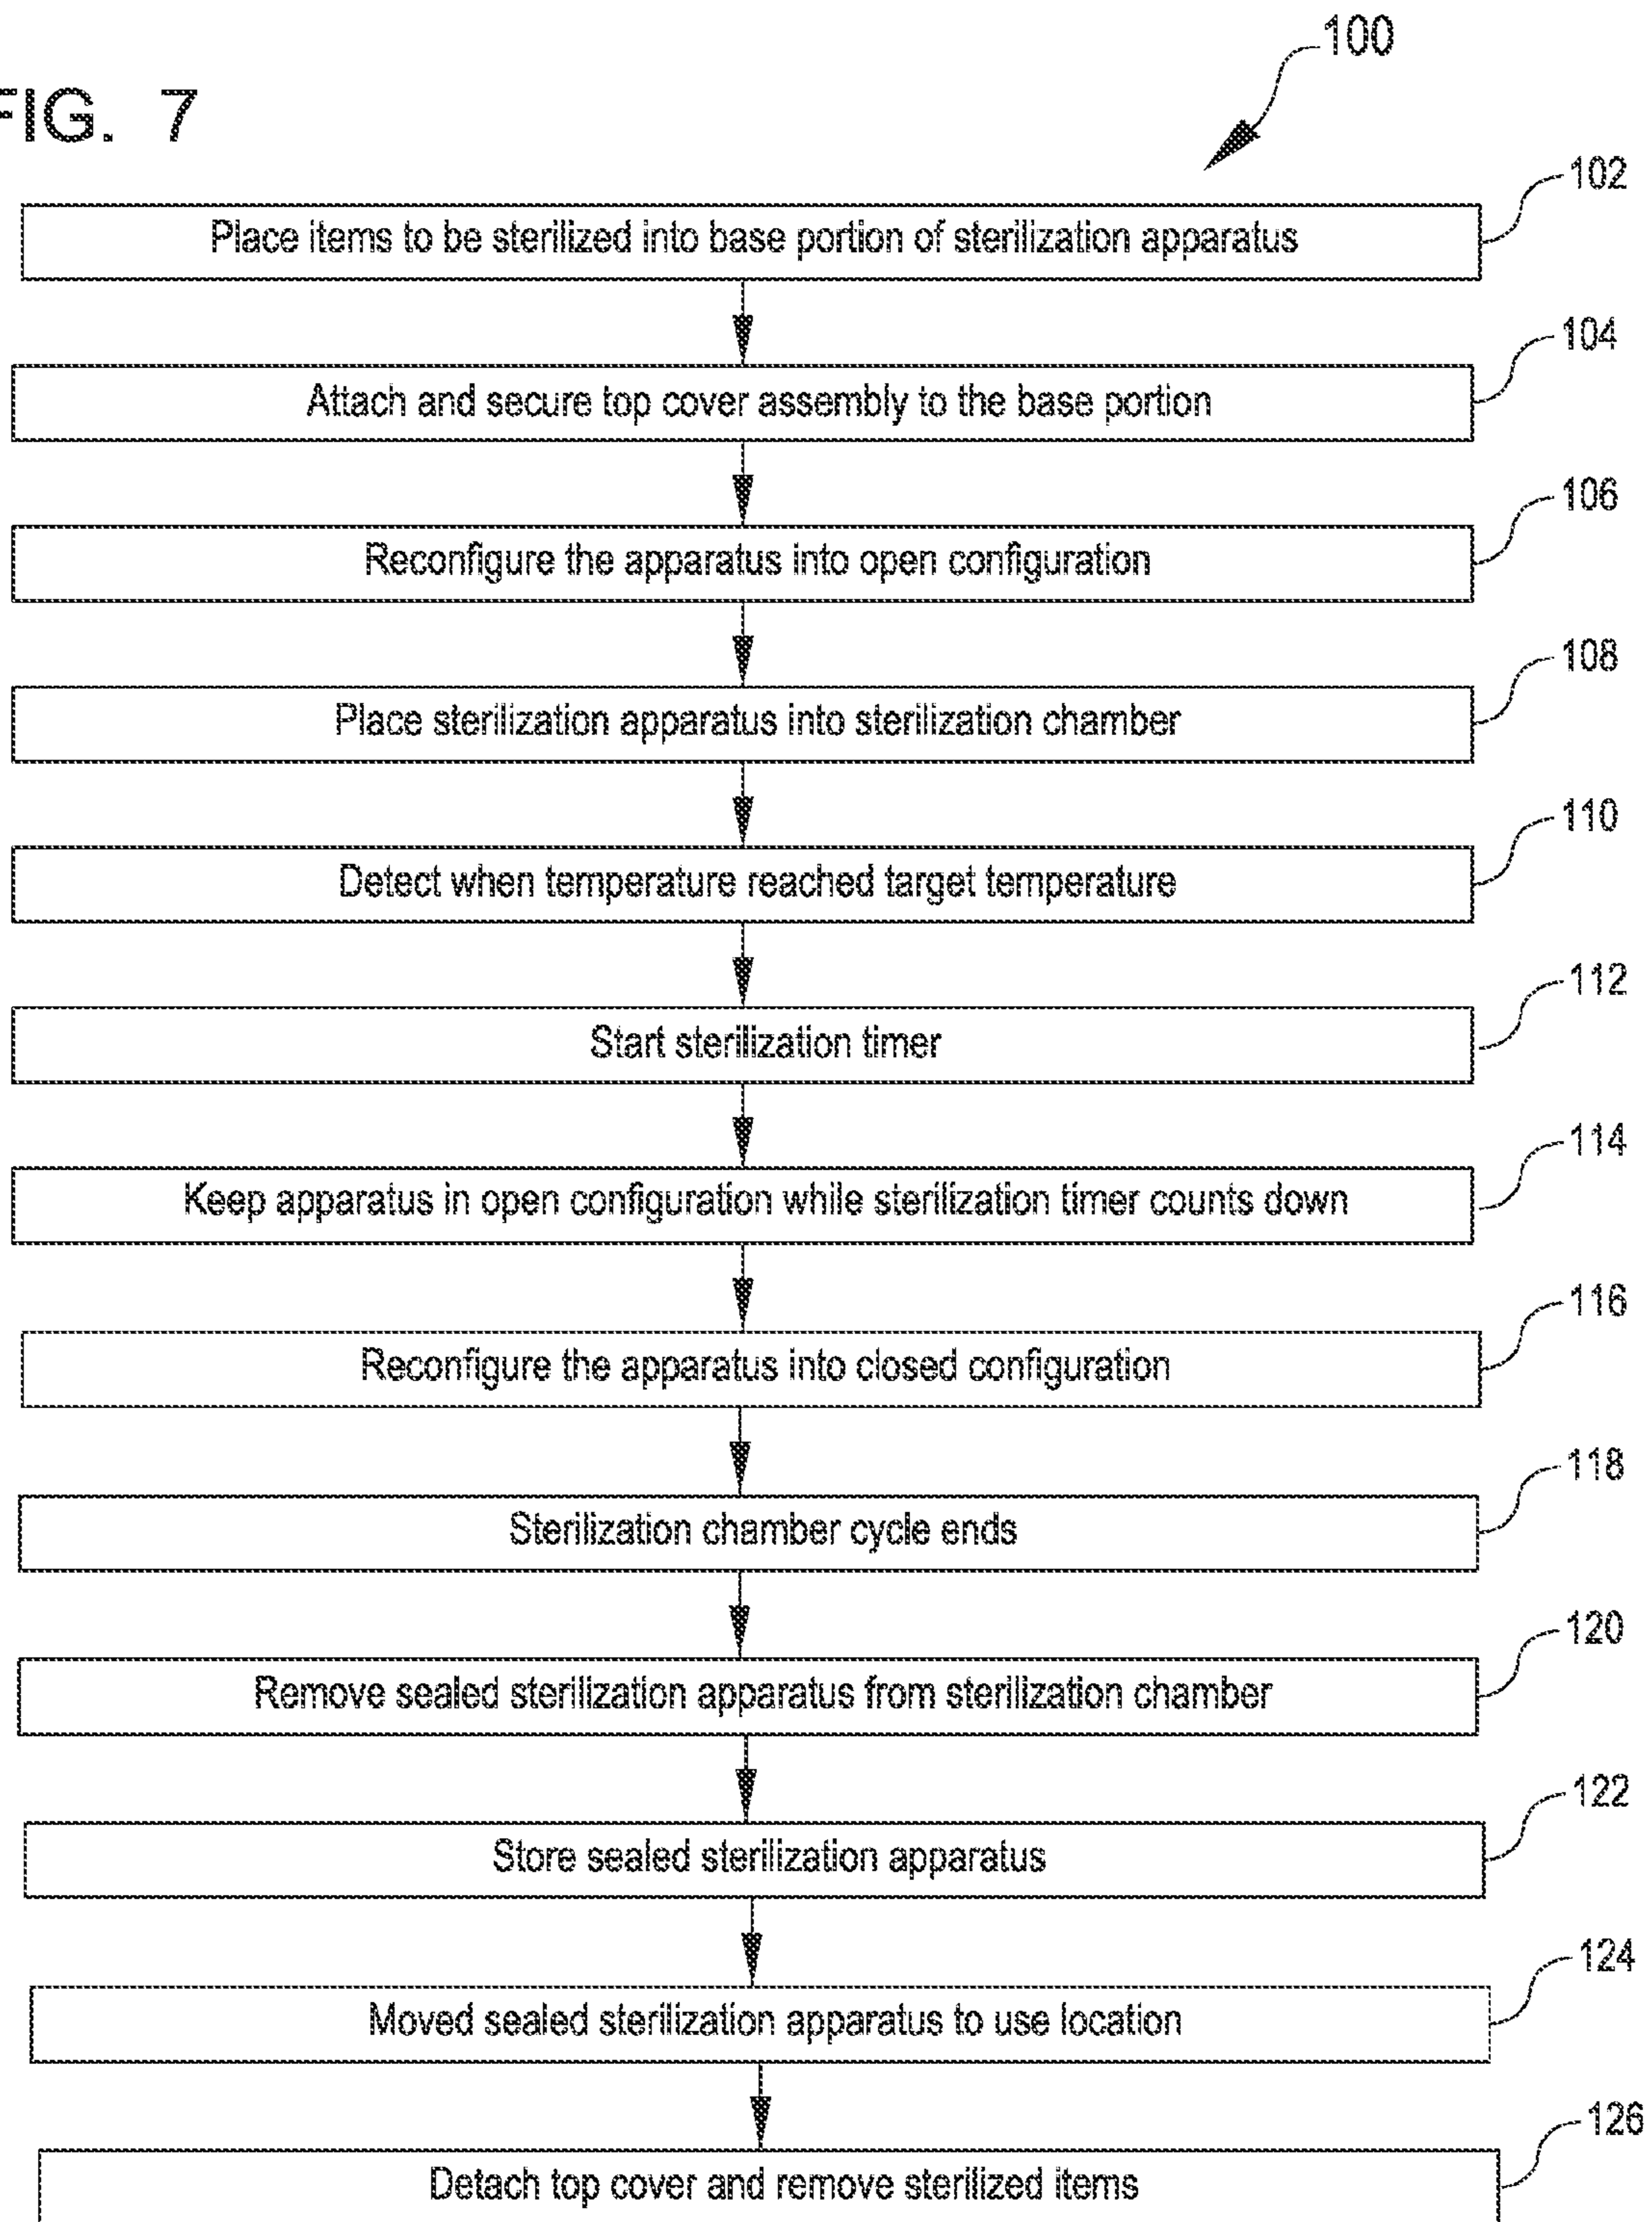 100
FIG. 7
102
Place items to be sterilized into base portion of sterilization apparatus
104
Attach and secure top cover assembly to the base portion
106
Reconfigure the apparatus into open configuration
108
Place sterilization apparatus into sterilization chamber
110
Detect when temperature reached target temperature
112
Start sterilization timer
114
Keep apparatus in open configuration while sterilization timer counts down
116
Reconfigure the apparatus into closed configuration
118
Sterilization chamber cycle ends
120
Remove sealed sterilization apparatus from sterilization chamber
122
Store sealed sterilization apparatus
124
Moved sealed sterilization apparatus to use location
126
Detach top cover and remove sterilized items